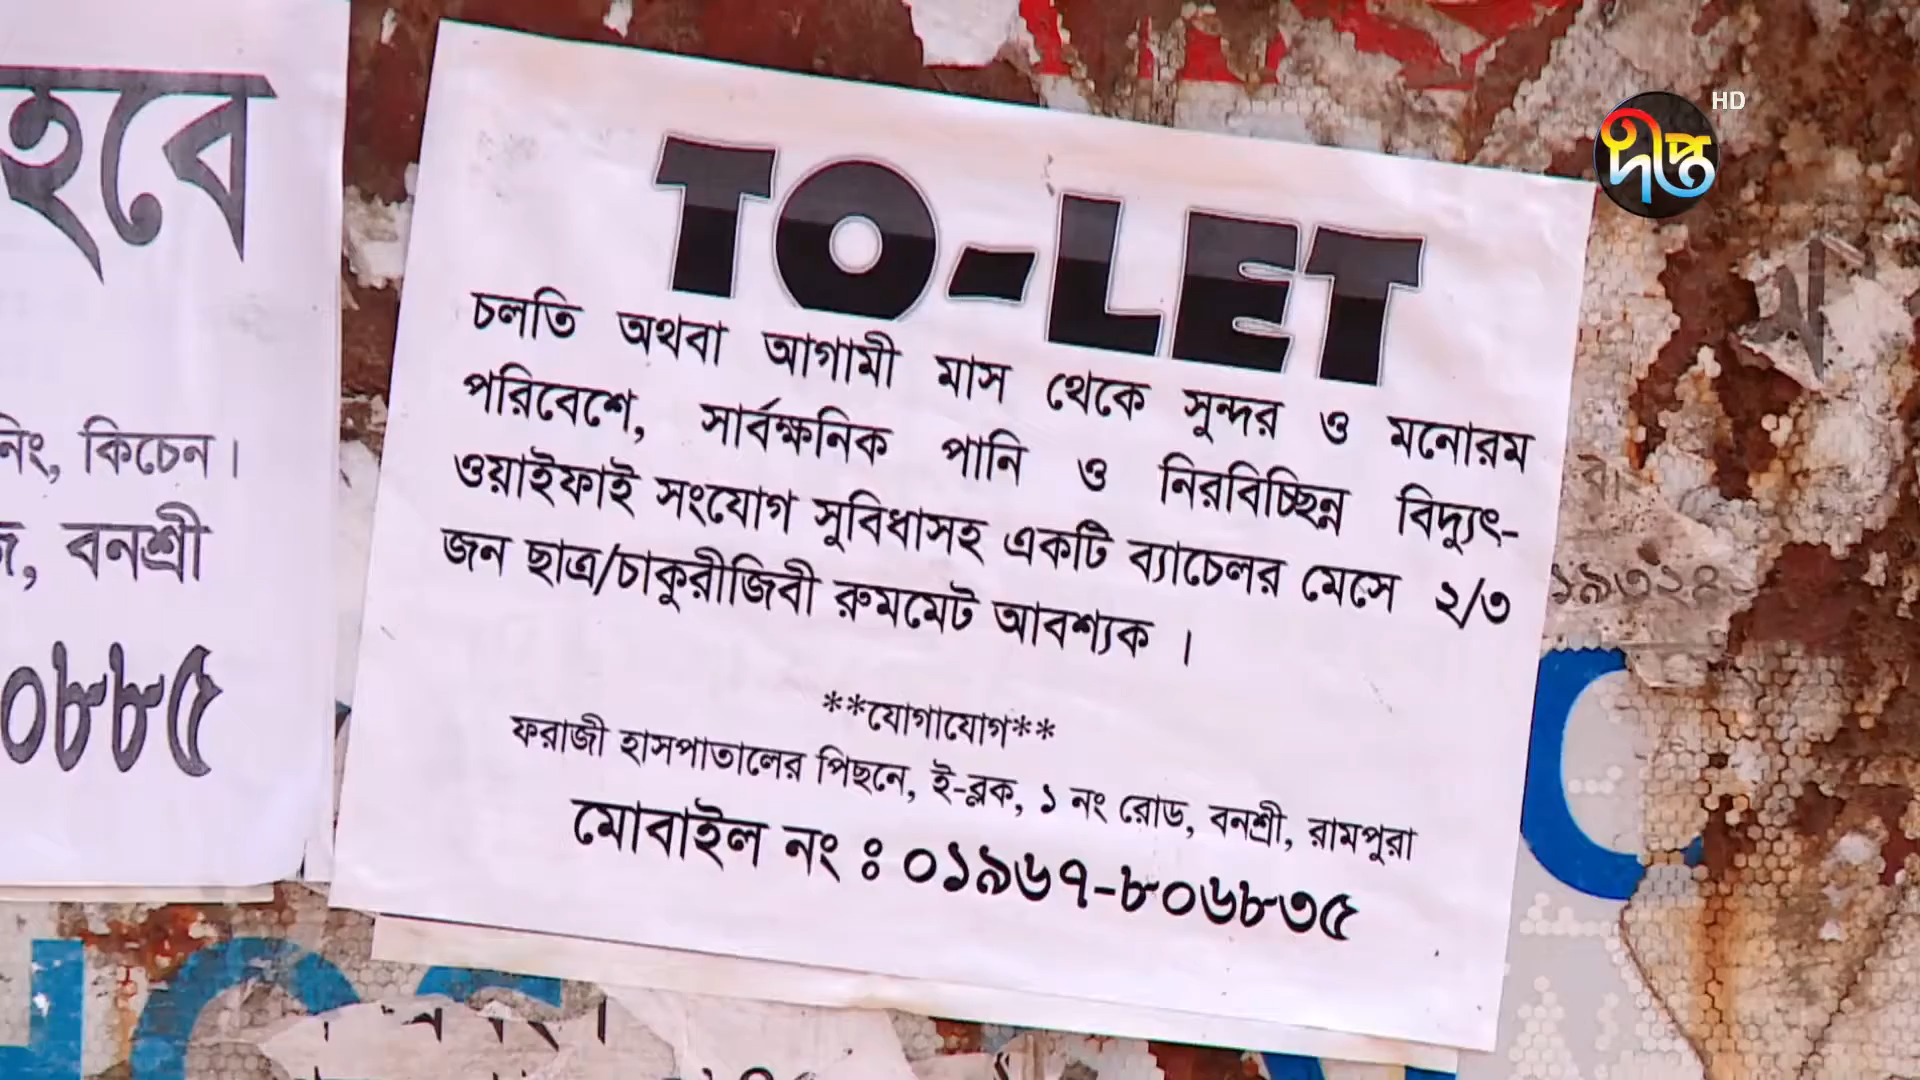 হবে
নিং, কিচেন।
বনশ্রী
০৮৮৫
TO-LET
চলতি অথবা আগামী মাস থেকে সুন্দর ও মনোরম
পরিবেশে, সার্বক্ষনিক পানি ও নিরবিচ্ছিন্ন বিদ্যুৎ-
ওয়াইফাই সংযোগ সুবিধাসহ একটি ব্যাচেলর মেসে ২/৩
জন ছাত্র/চাকুরীজিবী রুমমেট আবশ্যক ।
**যোগাযোগ**
ফরাজী হাসপাতালের পিছনে, ই-ব্লক, ১ নং রোড, বনশ্রী, রামপুরা
মোবাইল নং : ০১৯৬৭-৮০৬৮৩৫
দীপ্ত HD